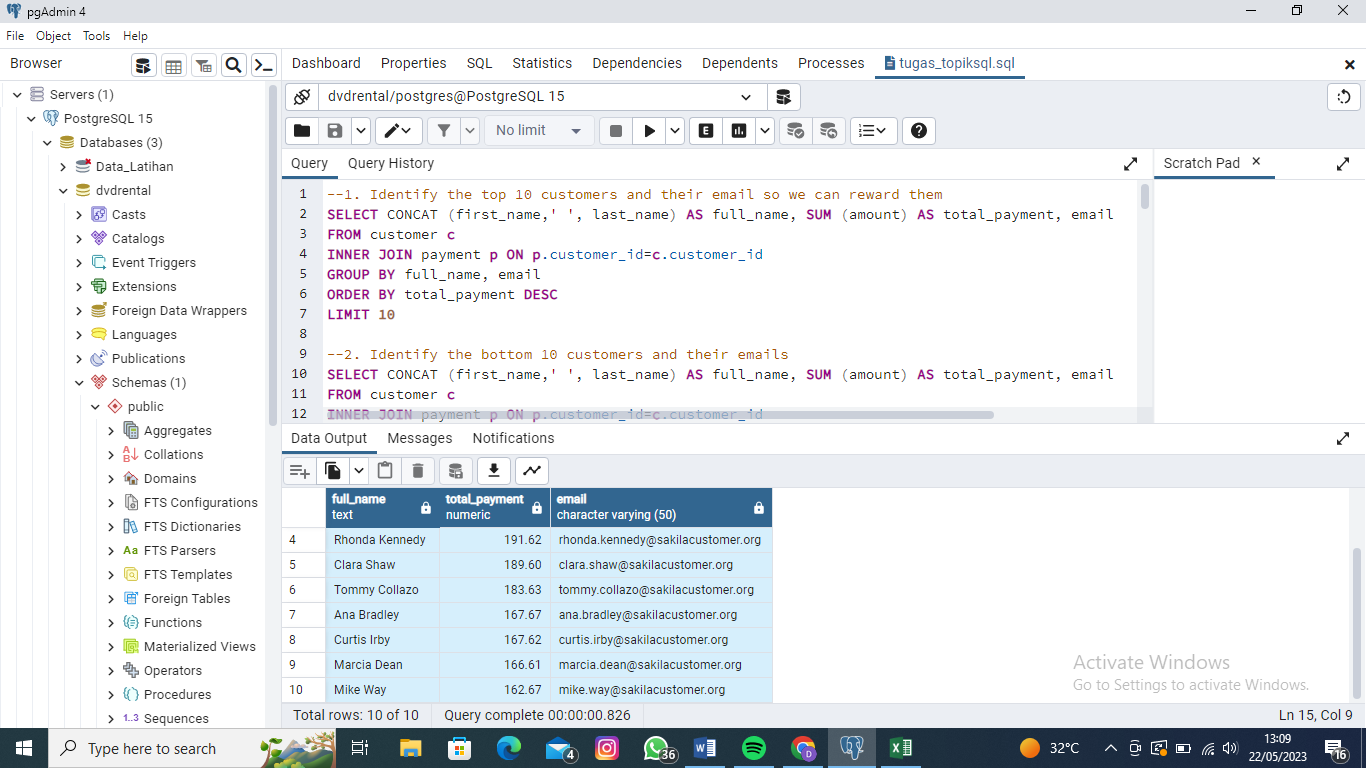 pgAdmin 4
File Object Tools Help
Browser
Dashboard Properties SQL Statistics Dependencies Dependents Processes tugas_topiksql.sql
Servers (1)
PostgreSQL 15
Databases (3)
Data_Latihan
dvdrental
Casts
Catalogs
Event Triggers
Extensions
Foreign Data Wrappers
Languages
Publications
Schemas (1)
public
Aggregates
Collations
Domains
FTS Configurations
FTS Dictionaries
Aa FTS Parsers
FTS Templates
Foreign Tables
Functions
Materialized Views
Operators
Procedures
1..3 Sequences
dvdrental/postgres@PostgreSQL 15
No limit
E
Query Query History
Scratch Pad
1 --1. Identify the top 10 customers and their email so we can reward them
2 SELECT CONCAT (first_name,' ', last_name) AS full_name, SUM (amount) AS total_payment, email
3 FROM customer c
4 INNER JOIN payment p ON p.customer_id=c.customer_id
5 GROUP BY full_name, email
6 ORDER BY total_payment DESC
7 LIMIT 10
8
9 --2. Identify the bottom 10 customers and their emails
10 SELECT CONCAT (first_name,' ', last_name) AS full_name, SUM (amount) AS total_payment, email
11 FROM customer c
12 INNER JOIN payment p ON p.customer_id=c.customer_id
Data Output Messages Notifications
full_name total_payment email
text numeric character varying (50)
4 Rhonda Kennedy 191.62 rhonda.kennedy@sakilacustomer.org
5 Clara Shaw 189.60 clara.shaw@sakilacustomer.org
6 Tommy Collazo 183.63 tommy.collazo@sakilacustomer.org
7 Ana Bradley 167.67 ana.bradley@sakilacustomer.org
8 Curtis Irby 167.62 curtis.irby@sakilacustomer.org
9 Marcia Dean 166.61 marcia.dean@sakilacustomer.org
10 Mike Way 162.67 mike.way@sakilacustomer.org
Activate Windows
Go to Settings to activate Windows.
Total rows: 10 of 10 Query complete 00:00:00.826 Ln 15, Col 9
Type here to search
4
36
32°C
13:09
22/05/2023
16